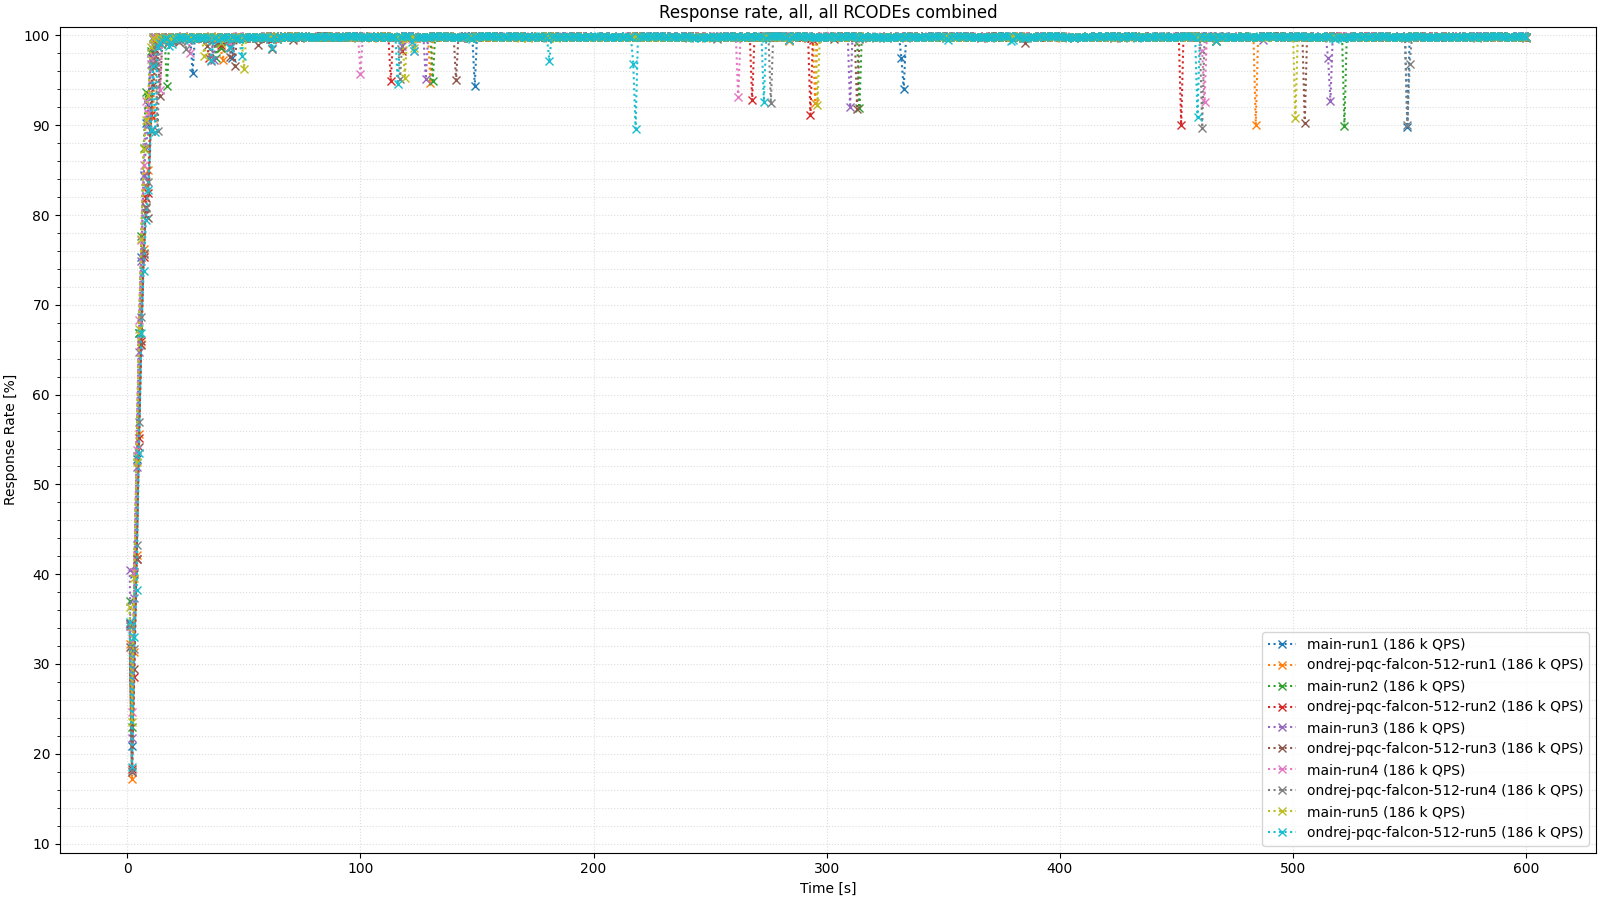 Response rate, all, all RCODEs combined
Response Rate [%]
100
90
80
70
60
50
40
30
20
10
0
100
200
300
400
500
600
Time [s]
main-run1 (186 k QPS)
ondrej-pqc-falcon-512-run1 (186 k QPS)
main-run2 (186 k QPS)
ondrej-pqc-falcon-512-run2 (186 k QPS)
main-run3 (186 k QPS)
ondrej-pqc-falcon-512-run3 (186 k QPS)
main-run4 (186 k QPS)
ondrej-pqc-falcon-512-run4 (186 k QPS)
main-run5 (186 k QPS)
ondrej-pqc-falcon-512-run5 (186 k QPS)